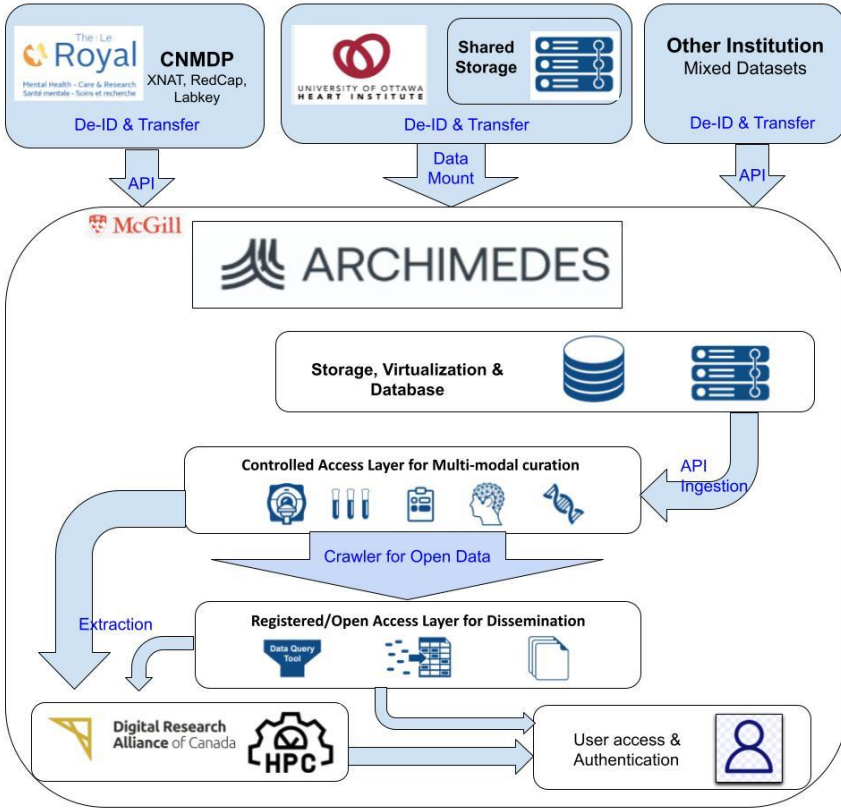 The | Le
Royal
Mental Health - Care & Research
Santé mentale - Soins et recherche
CNMDP
XNAT, RedCap,
Labkey
De-ID & Transfer
UNIVERSITY OF OTTAWA
HEART INSTITUTE
Shared
Storage
De-ID & Transfer
Other Institution
Mixed Datasets
De-ID & Transfer
API
Data
Mount
API
McGill
ARCHIMEDES
Storage, Virtualization &
Database
Controlled Access Layer for Multi-modal curation
API
Ingestion
Crawler for Open Data
Extraction
Registered/Open Access Layer for Dissemination
Data Query
Tool
Digital Research
Alliance of Canada
HPC
User access &
Authentication